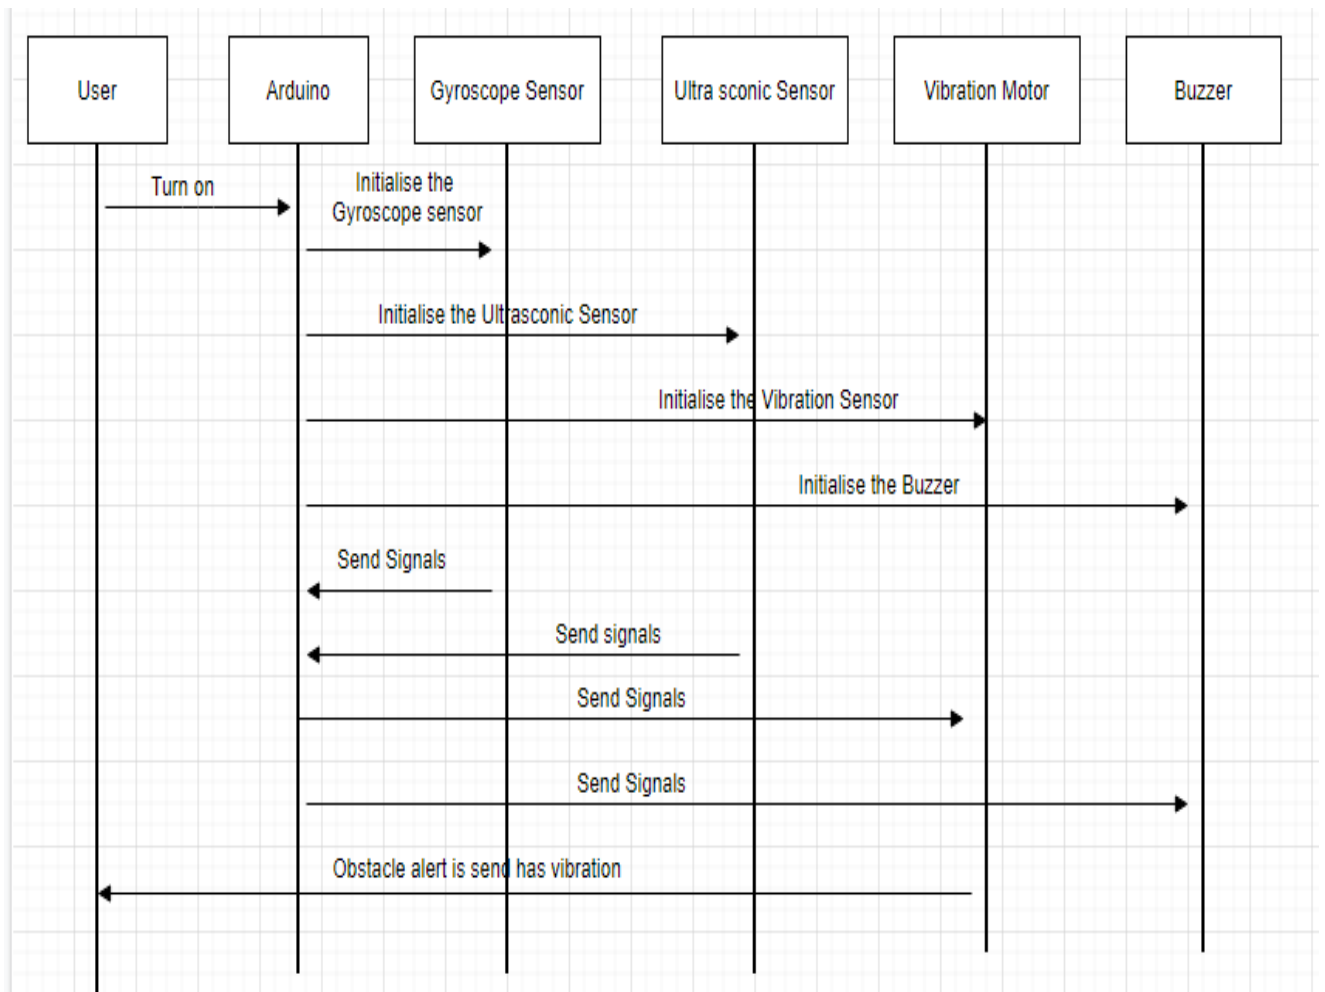 User
Arduino
Gyroscope Sensor
Ultra sconic Sensor
Vibration Motor
Buzzer
Turn on
Initialise the
Gyroscope sensor
Initialise the Ultrasconic Sensor
Initialise the Vibration Sensor
Initialise the Buzzer
Send Signals
Send signals
Send Signals
Send Signals
Obstacle alert is send has vibration